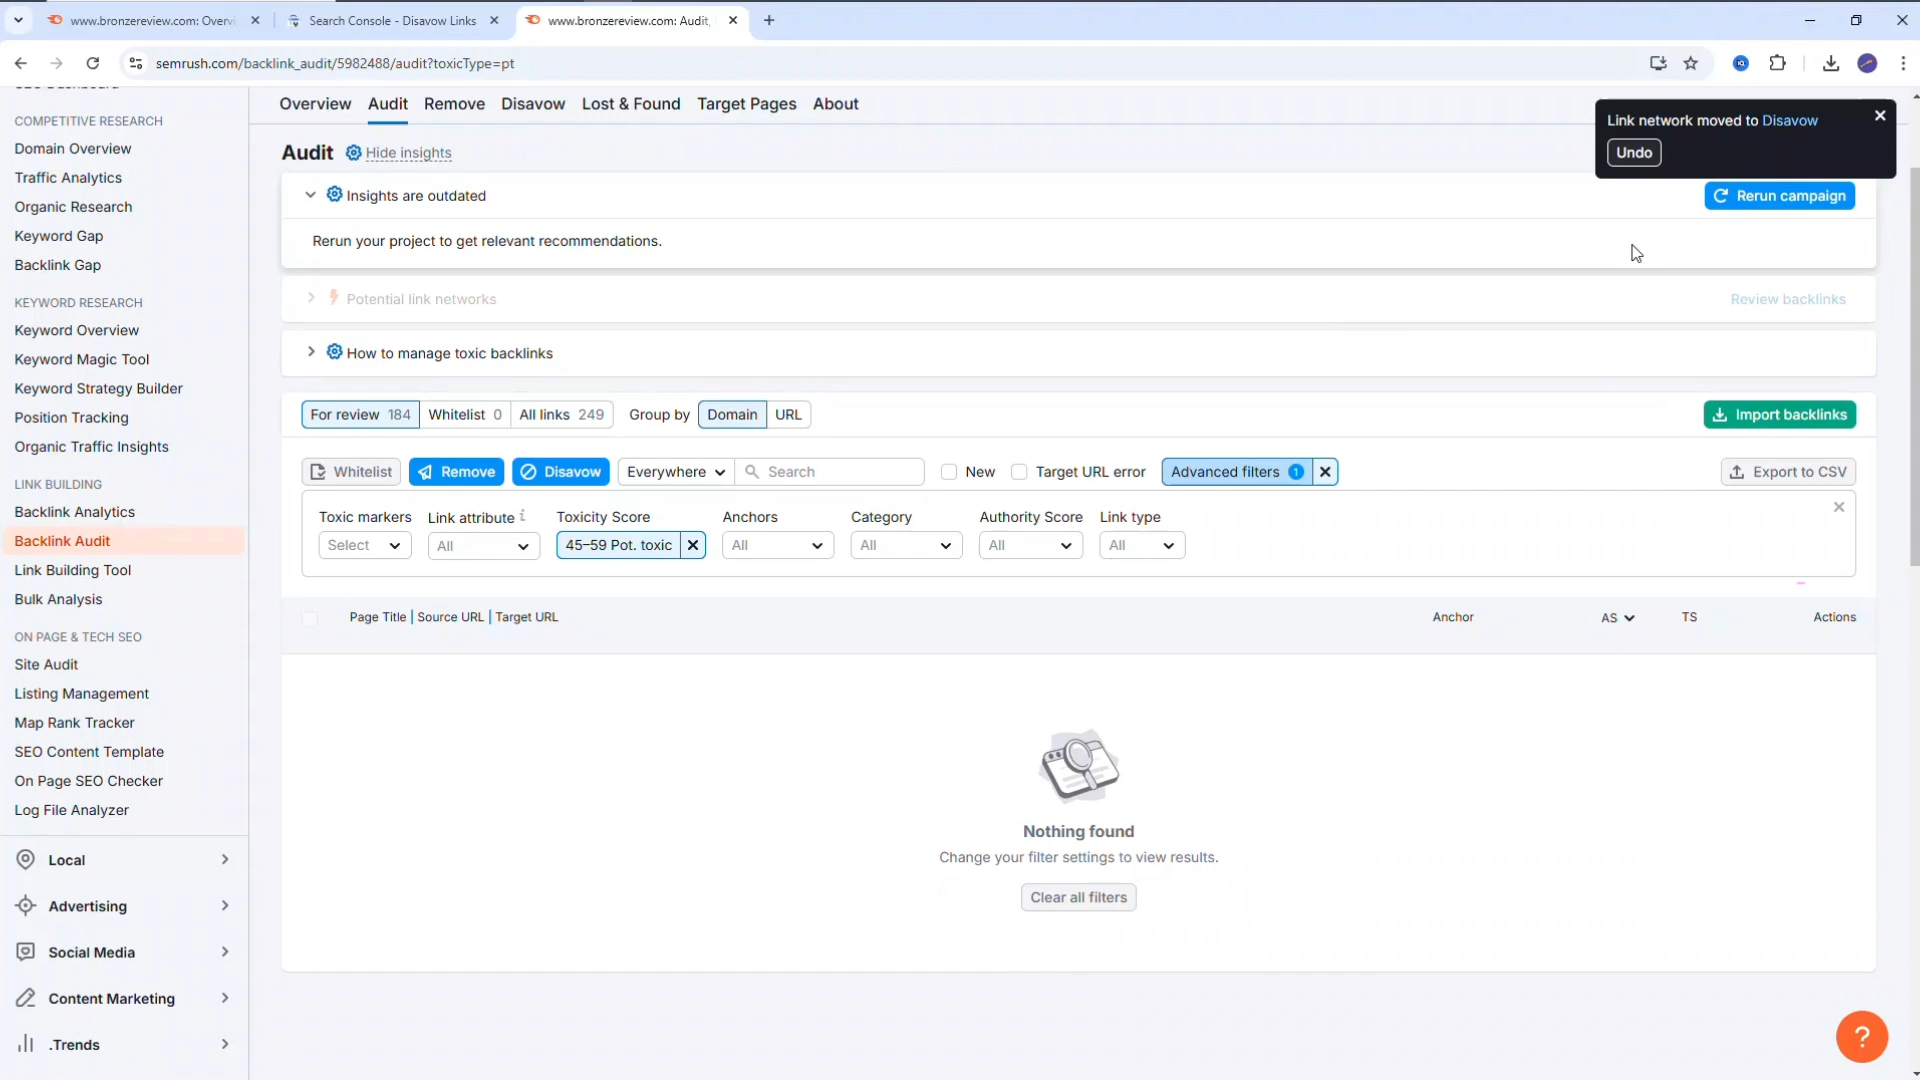 www.bronzereview.com: Overvi
Search Console - Disavow Links
www.bronzereview.com: Audit,
semrush.com/backlink_audit/5982488/audit?toxicType=pt
COMPETITIVE RESEARCH
Domain Overview
Traffic Analytics
Organic Research
Keyword Gap
Backlink Gap
KEYWORD RESEARCH
Keyword Overview
Keyword Magic Tool
Keyword Strategy Builder
Position Tracking
Organic Traffic Insights
LINK BUILDING
Backlink Analytics
Backlink Audit
Link Building Tool
Bulk Analysis
ON PAGE & TECH SEO
Site Audit
Listing Management
Map Rank Tracker
SEO Content Template
On Page SEO Checker
Log File Analyzer
Local
Advertising
Social Media
Content Marketing
.Trends
Overview Audit Remove Disavow Lost & Found Target Pages About
Link network moved to Disavow
Undo
Audit Hide insights
Insights are outdated
Rerun campaign
Rerun your project to get relevant recommendations.
Potential link networks
Review backlinks
How to manage toxic backlinks
For review 184 Whitelist 0 All links 249 Group by Domain URL
Import backlinks
Whitelist Remove Disavow Everywhere Search New Target URL error Advanced filters 1 Export to CSV
Toxic markers Link attribute i Toxicity Score Anchors Category Authority Score Link type
Select All 45–59 Pot. toxic All All All All
Page Title | Source URL | Target URL Anchor AS TS Actions
Nothing found
Change your filter settings to view results.
Clear all filters
?